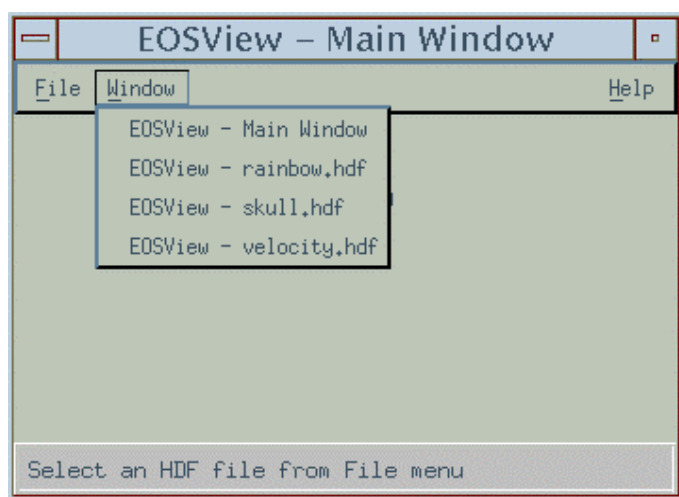 EOSView – Main Window
File Window Help
EOSView - Main Window
EOSView - rainbow.hdf
EOSView - skull.hdf
EOSView - velocity.hdf
Select an HDF file from File menu